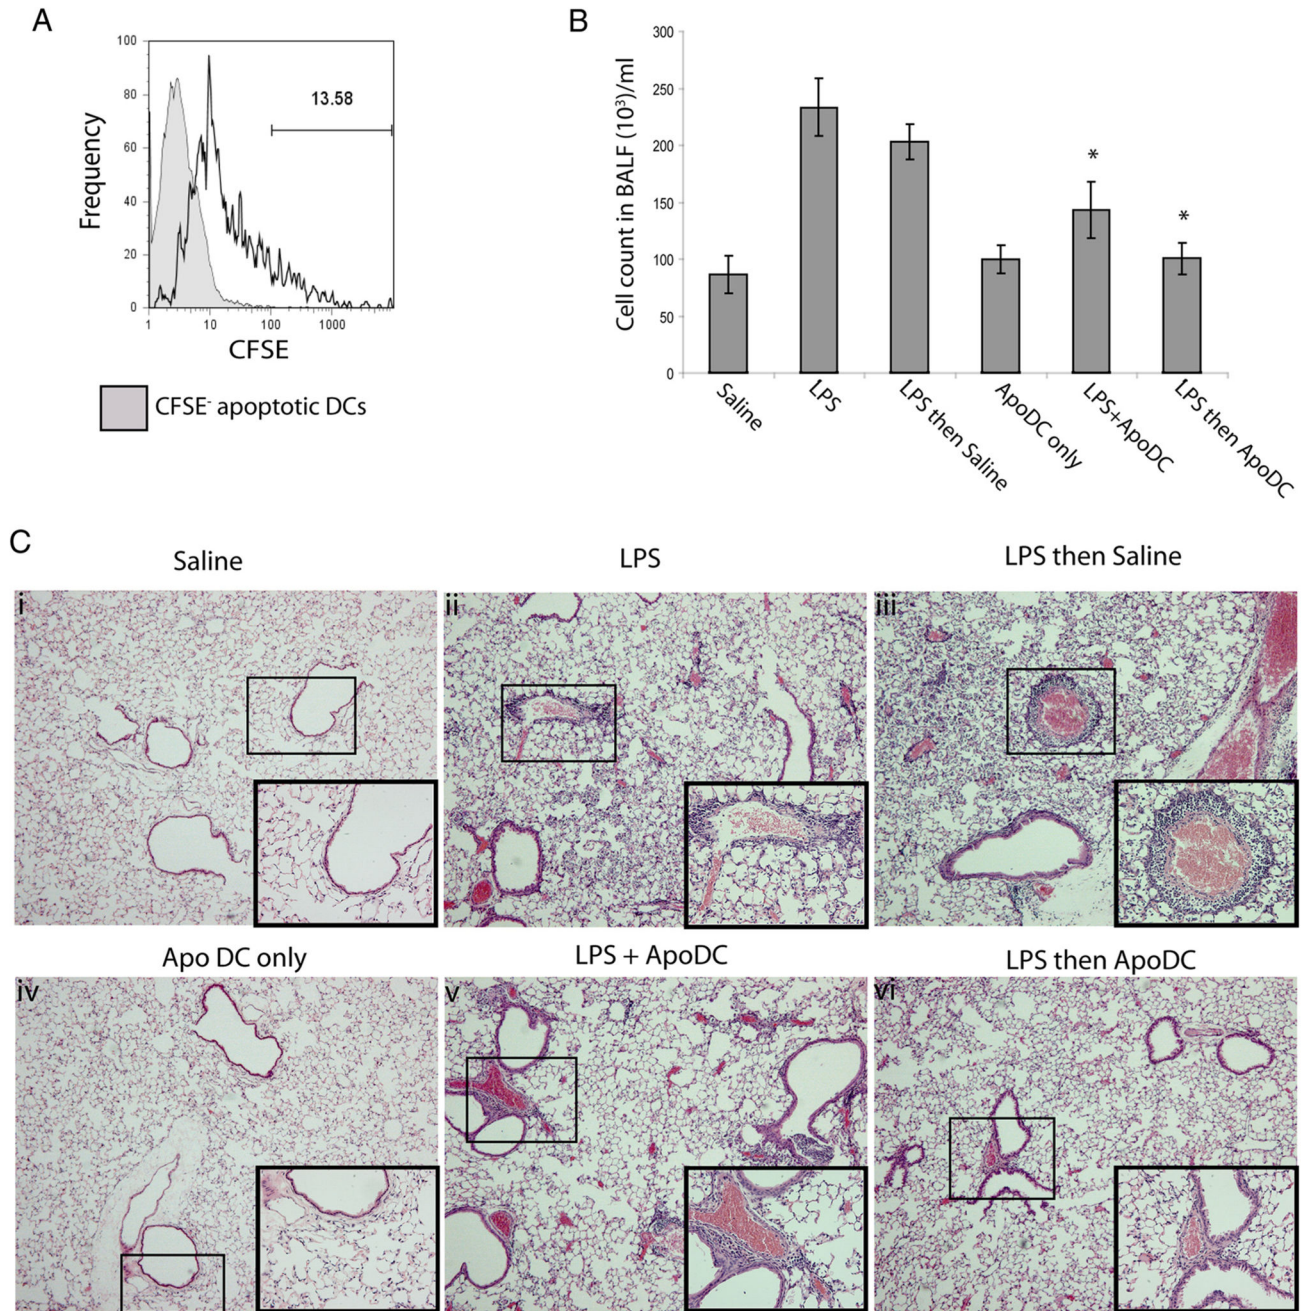 A
100
80
60
40
20
0
Frequency
13.58
1
10
100
1000
CFSE
CFSE- apoptotic DCs
B
300
250
200
150
100
50
0
Cell count in BALF (10³)/ml
*
*
Saline
LPS
LPS then Saline
ApoDC only
LPS+ApoDC
LPS then ApoDC
C
Saline
LPS
LPS then Saline
i
ii
iii
Apo DC only
LPS + ApoDC
LPS then ApoDC
iv
v
vi